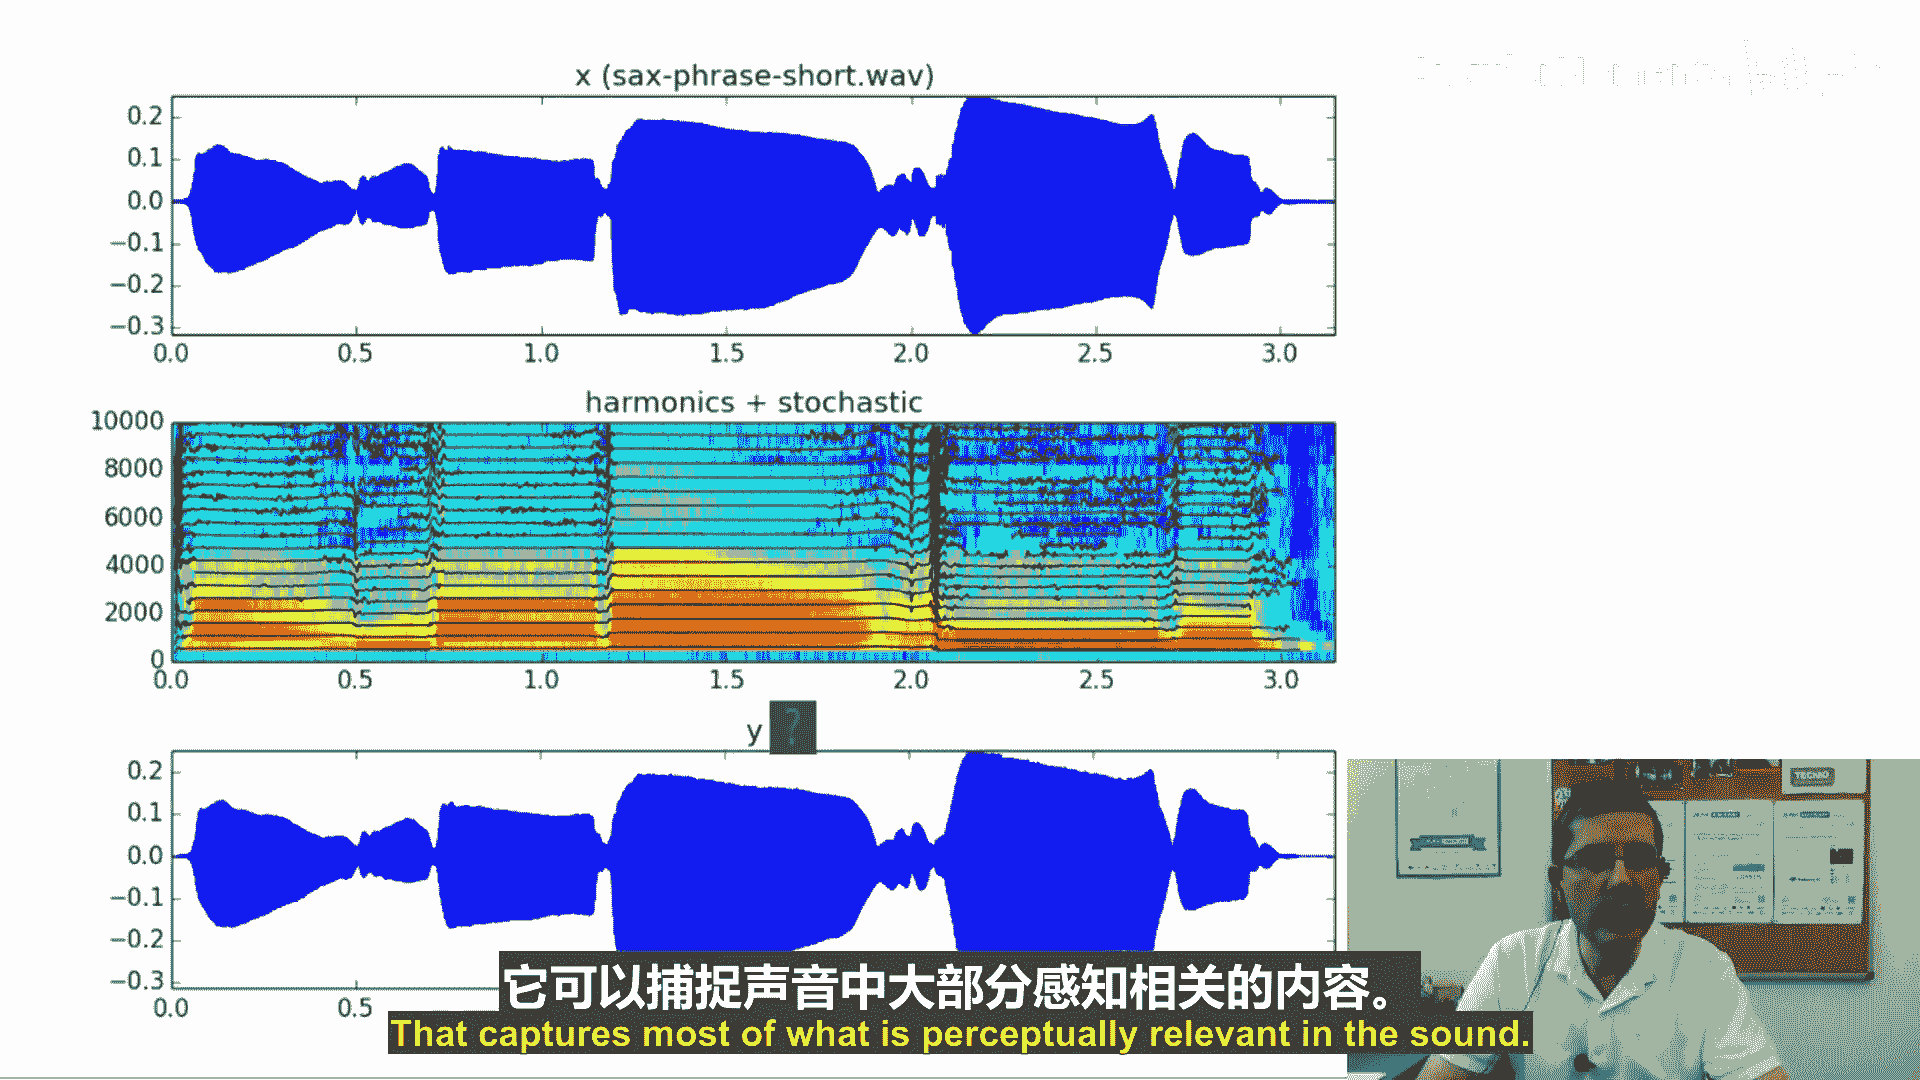 x (sax-phrase-short.wav)
0.2
0.1
0.0
−0.1
−0.2
−0.3
0.0 0.5 1.0 1.5 2.0 2.5 3.0
harmonics + stochastic
10000
8000
6000
4000
2000
0
0.0 0.5 1.0 1.5 2.0 2.5 3.0
y ?
0.2
0.1
0.0
−0.1
−0.2
−0.3
0.0 0.5
TECNIO
它可以捕捉声音中大部分感知相关的内容。
That captures most of what is perceptually relevant in the sound.